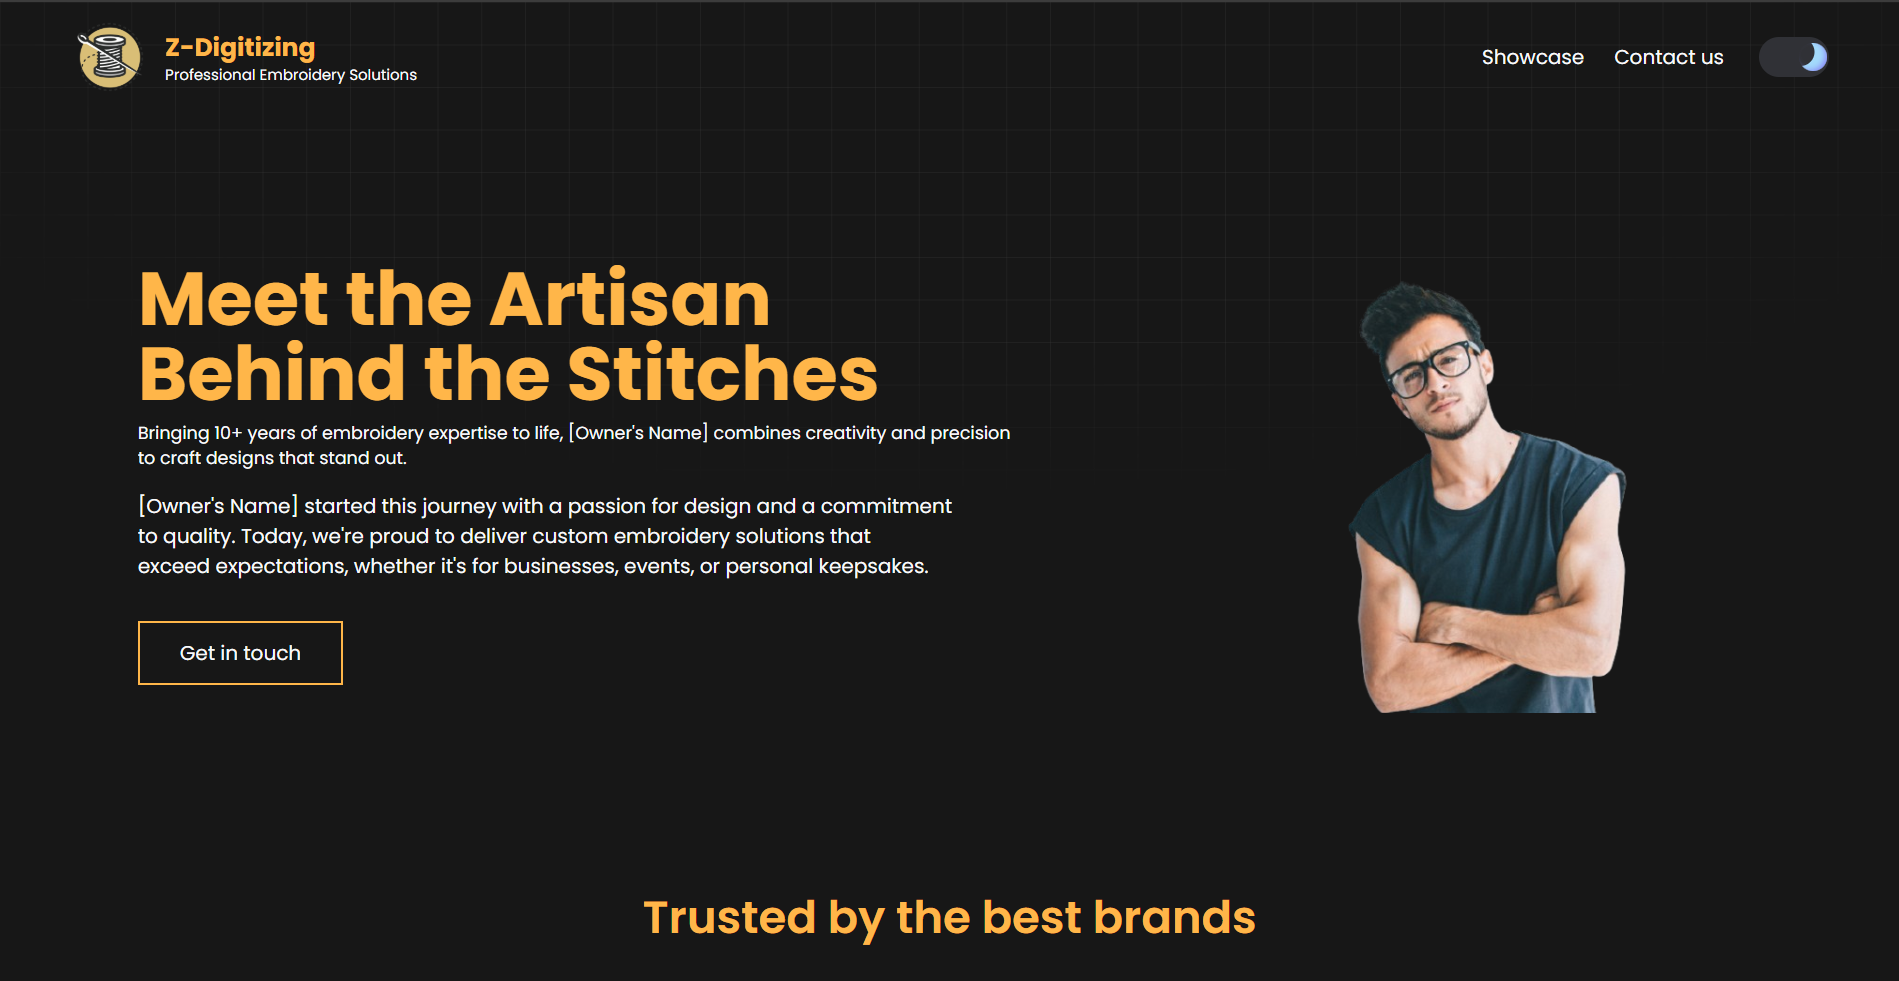 Z-Digitizing
Professional Embroidery Solutions
Showcase
Contact us
Meet the Artisan
Behind the Stitches
Bringing 10+ years of embroidery expertise to life, [Owner's Name] combines creativity and precision
to craft designs that stand out.
[Owner's Name] started this journey with a passion for design and a commitment
to quality. Today, we're proud to deliver custom embroidery solutions that
exceed expectations, whether it's for businesses, events, or personal keepsakes.
Get in touch
Trusted by the best brands